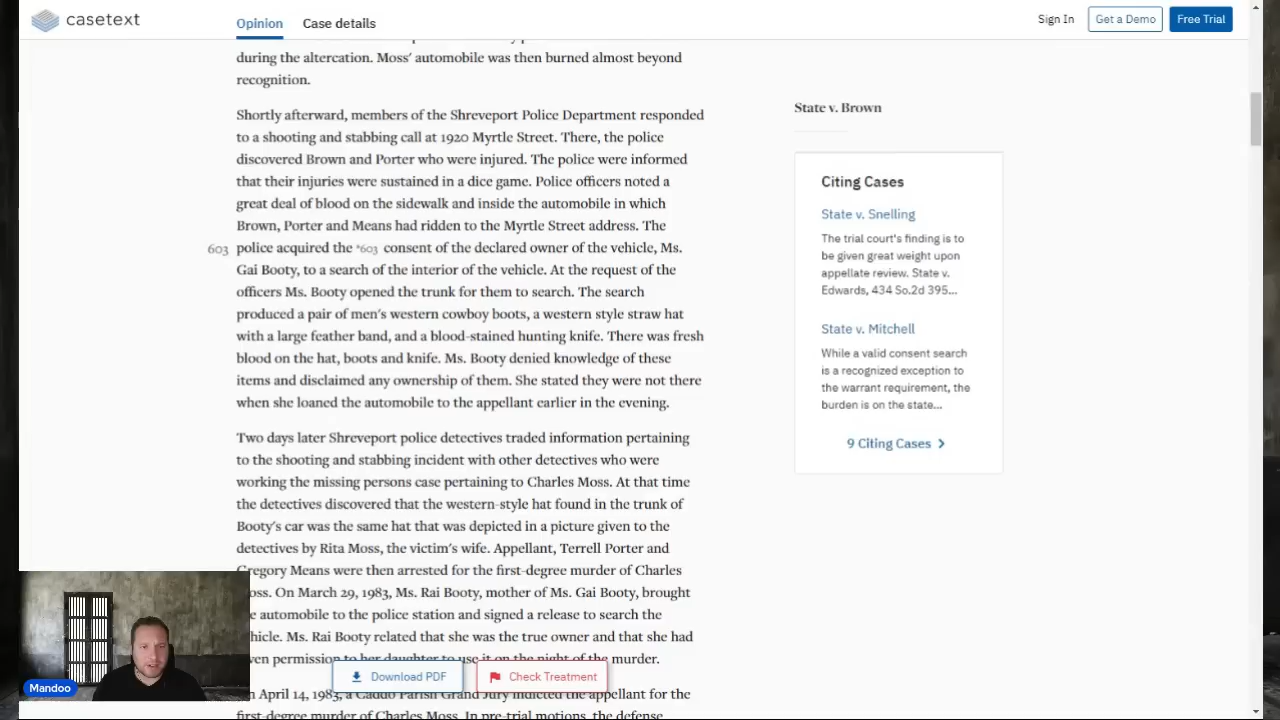 casetext
Opinion
Case details
Sign In
Get a Demo
Free Trial
during the altercation. Moss' automobile was then burned almost beyond
recognition.
Shortly afterward, members of the Shreveport Police Department responded
to a shooting and stabbing call at 1920 Myrtle Street. There, the police
discovered Brown and Porter who were injured. The police were informed
that their injuries were sustained in a dice game. Police officers noted a
great deal of blood on the sidewalk and inside the automobile in which
Brown, Porter and Means had ridden to the Myrtle Street address. The
603 police acquired the *603 consent of the declared owner of the vehicle, Ms.
Gai Booty, to a search of the interior of the vehicle. At the request of the
officers Ms. Booty opened the trunk for them to search. The search
produced a pair of men's western cowboy boots, a western style straw hat
with a large feather band, and a blood-stained hunting knife. There was fresh
blood on the hat, boots and knife. Ms. Booty denied knowledge of these
items and disclaimed any ownership of them. She stated they were not there
when she loaned the automobile to the appellant earlier in the evening.
Two days later Shreveport police detectives traded information pertaining
to the shooting and stabbing incident with other detectives who were
working the missing persons case pertaining to Charles Moss. At that time
the detectives discovered that the western-style hat found in the trunk of
Booty's car was the same hat that was depicted in a picture given to the
detectives by Rita Moss, the victim's wife. Appellant, Terrell Porter and
Gregory Means were then arrested for the first-degree murder of Charles
oss. On March 29, 1983, Ms. Rai Booty, mother of Ms. Gai Booty, brought
e automobile to the police station and signed a release to search the
hicle. Ms. Rai Booty related that she was the true owner and that she had
ven permission to her daughter to use it on the night of the murder.
n April 14, 1983, a Caddo Parish Grand Jury indicted the appellant for the
first-degree murder of Charles Moss. In pre-trial motions, the defense
State v. Brown
Citing Cases
State v. Snelling
The trial court's finding is to
be given great weight upon
appellate review. State v.
Edwards, 434 So.2d 395...
State v. Mitchell
While a valid consent search
is a recognized exception to
the warrant requirement, the
burden is on the state...
9 Citing Cases
Download PDF
Check Treatment
Mandoo